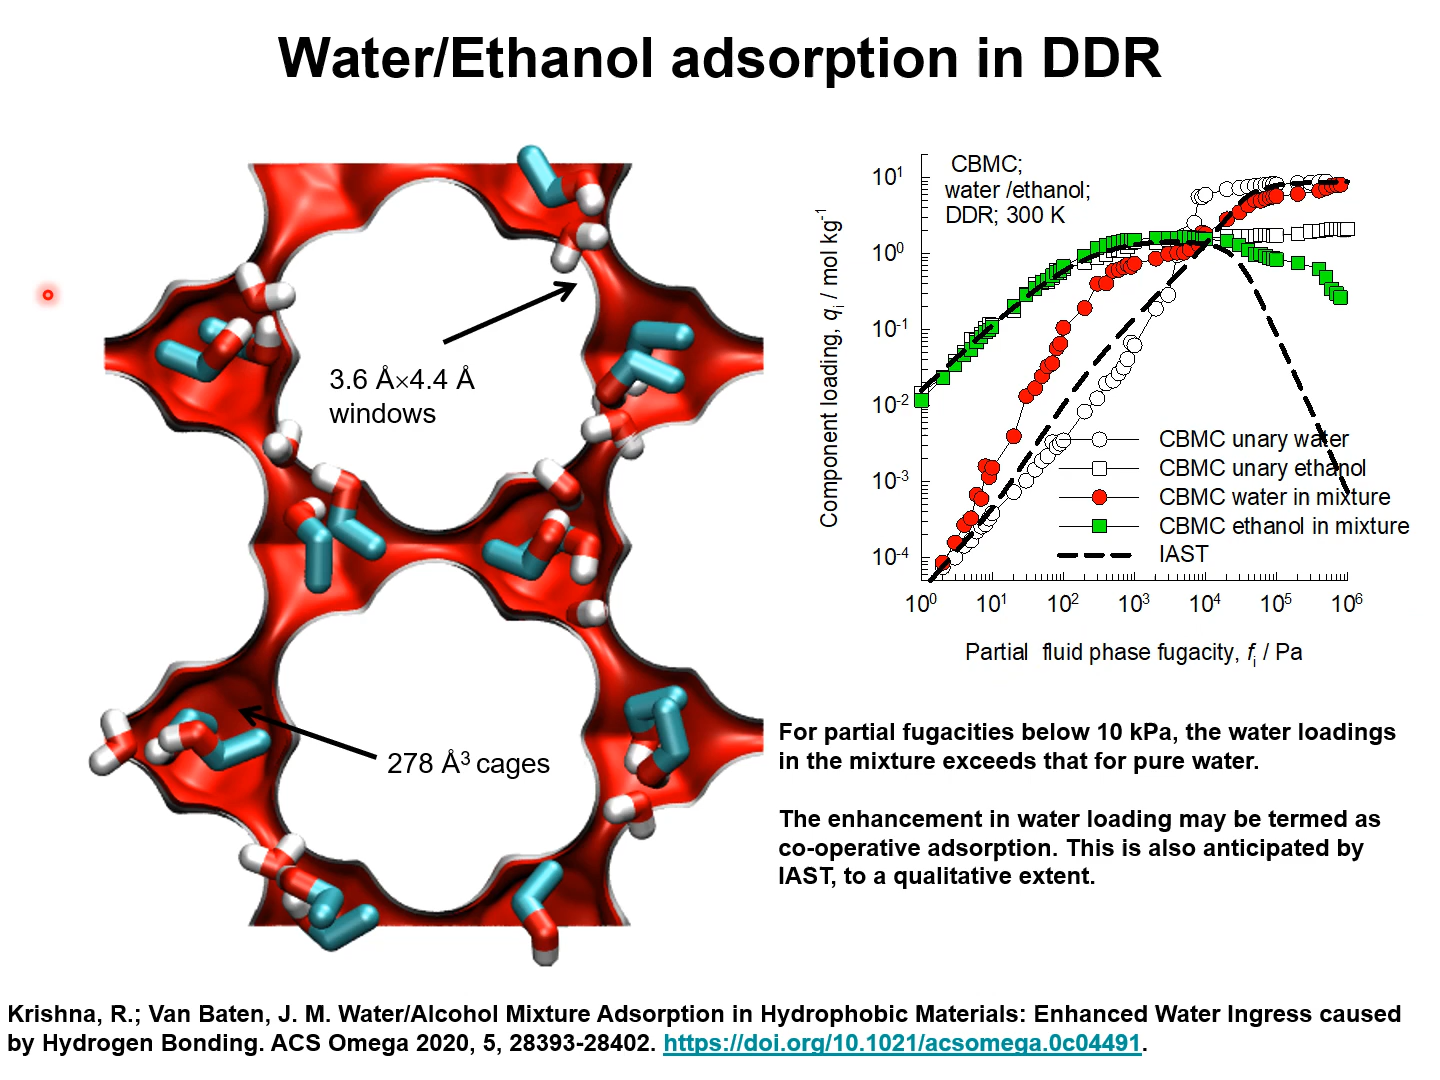 Water/Ethanol adsorption in DDR
3.6 Å×4.4 Å
windows
278 Å³ cages
CBMC;
water /ethanol;
DDR; 300 K
Component loading, qᵢ / mol kg⁻¹
10¹
10⁰
10⁻¹
10⁻²
10⁻³
10⁻⁴
CBMC unary water
CBMC unary ethanol
CBMC water in mixture
CBMC ethanol in mixture
IAST
10⁰ 10¹ 10² 10³ 10⁴ 10⁵ 10⁶
Partial fluid phase fugacity, fᵢ / Pa
For partial fugacities below 10 kPa, the water loadings
in the mixture exceeds that for pure water.
The enhancement in water loading may be termed as
co-operative adsorption. This is also anticipated by
IAST, to a qualitative extent.
Krishna, R.; Van Baten, J. M. Water/Alcohol Mixture Adsorption in Hydrophobic Materials: Enhanced Water Ingress caused
by Hydrogen Bonding. ACS Omega 2020, 5, 28393-28402. https://doi.org/10.1021/acsomega.0c04491.